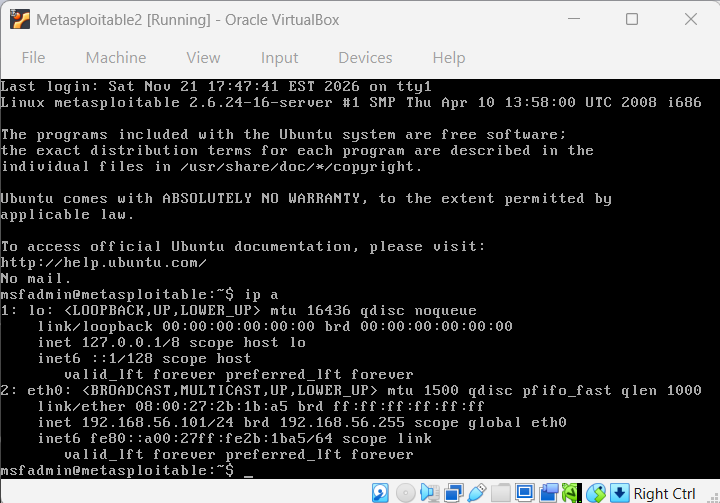 Metasploitable2 [Running] - Oracle VirtualBox
File Machine View Input Devices Help
Last login: Sat Nov 21 17:47:41 EST 2026 on tty1
Linux metasploitable 2.6.24-16-server #1 SMP Thu Apr 10 13:58:00 UTC 2008 i686
The programs included with the Ubuntu system are free software;
the exact distribution terms for each program are described in the
individual files in /usr/share/doc/*/copyright.
Ubuntu comes with ABSOLUTELY NO WARRANTY, to the extent permitted by
applicable law.
To access official Ubuntu documentation, please visit:
http://help.ubuntu.com/
No mail.
msfadmin@metasploitable:~$ ip a
1: lo: <LOOPBACK,UP,LOWER_UP> mtu 16436 qdisc noqueue
    link/loopback 00:00:00:00:00:00 brd 00:00:00:00:00:00
    inet 127.0.0.1/8 scope host lo
    inet6 ::1/128 scope host
       valid_lft forever preferred_lft forever
2: eth0: <BROADCAST,MULTICAST,UP,LOWER_UP> mtu 1500 qdisc pfifo_fast qlen 1000
    link/ether 08:00:27:2b:1b:a5 brd ff:ff:ff:ff:ff:ff
    inet 192.168.56.101/24 brd 192.168.56.255 scope global eth0
    inet6 fe80::a00:27ff:fe2b:1ba5/64 scope link
       valid_lft forever preferred_lft forever
msfadmin@metasploitable:~$ _
Right Ctrl